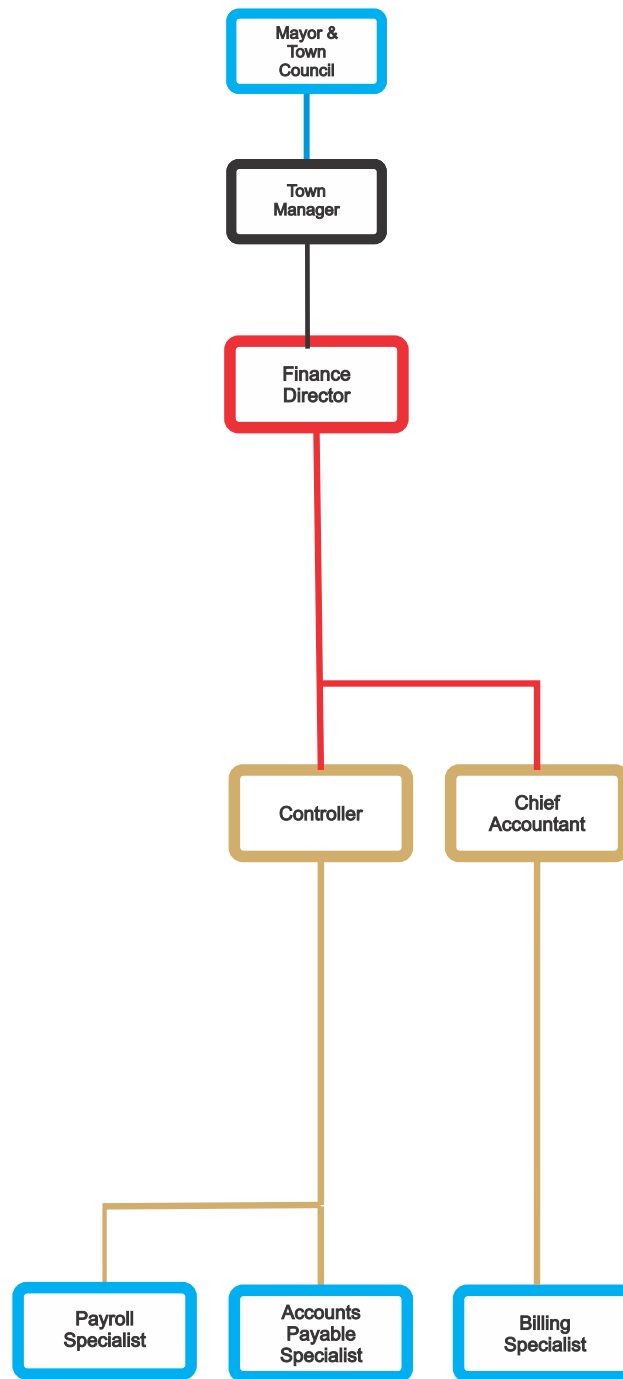 Mayor &
Town
Council
Town
Manager
Finance
Director
Controller
Chief
Accountant
Payroll
Specialist
Accounts
Payable
Specialist
Billing
Specialist